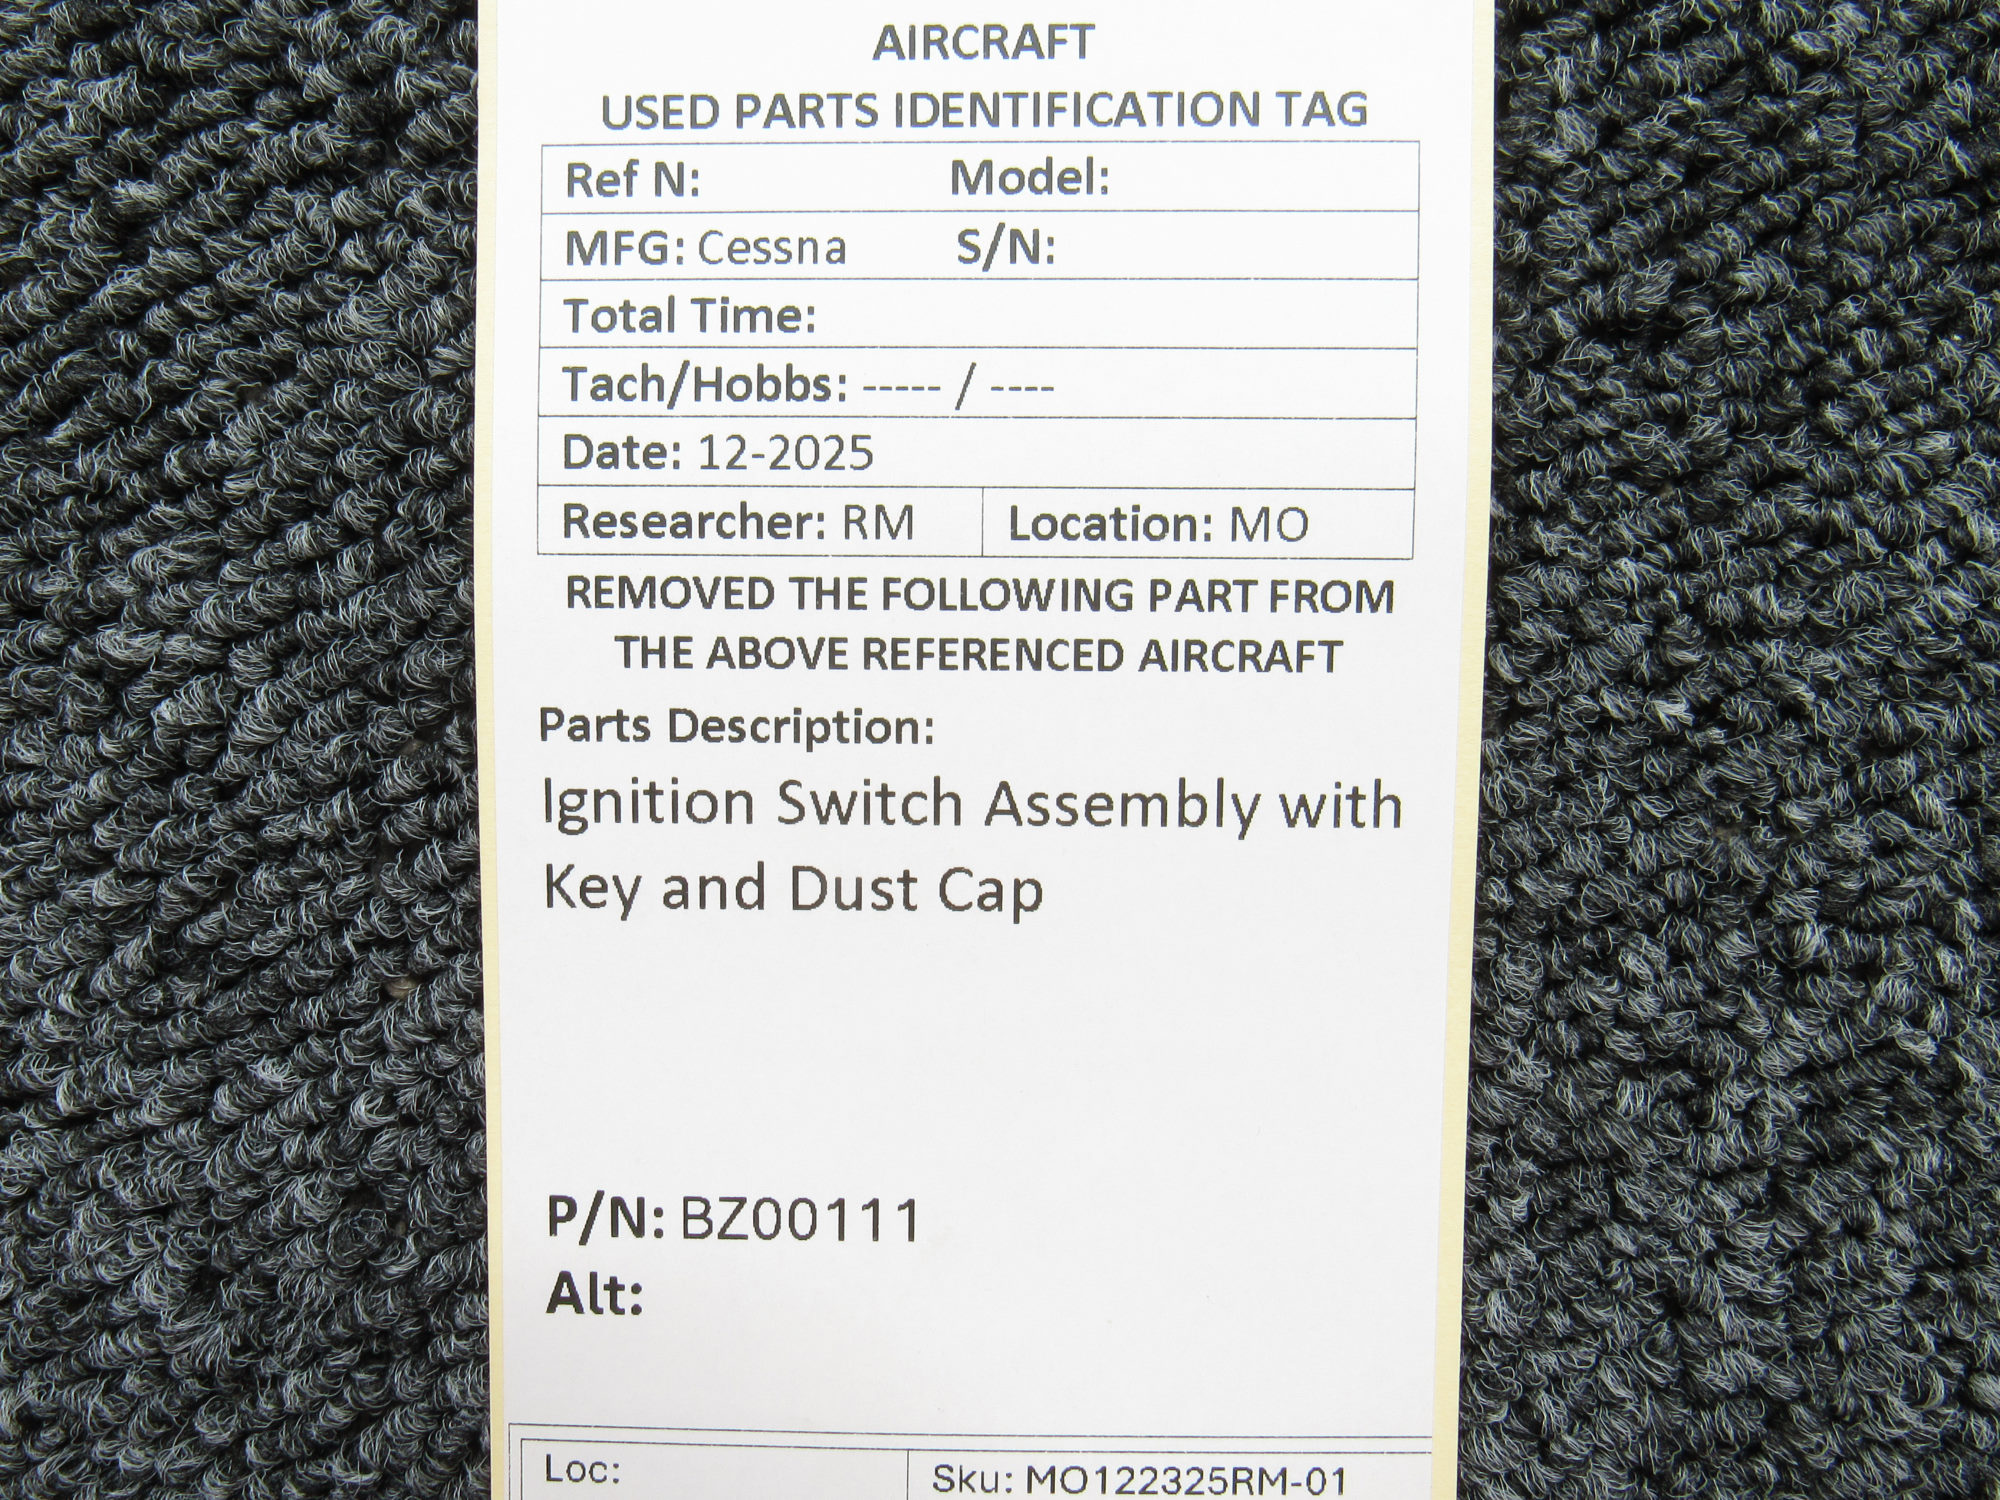 AIRCRAFT
USED PARTS IDENTIFICATION TAG
Ref N: Model:
MFG: Cessna S/N:
Total Time:
Tach/Hobbs: ----- / ----
Date: 12-2025
Researcher: RM Location: MO
REMOVED THE FOLLOWING PART FROM
THE ABOVE REFERENCED AIRCRAFT
Parts Description:
Ignition Switch Assembly with
Key and Dust Cap
P/N: BZ00111
Alt:
Loc: Sku: MO122325RM-01